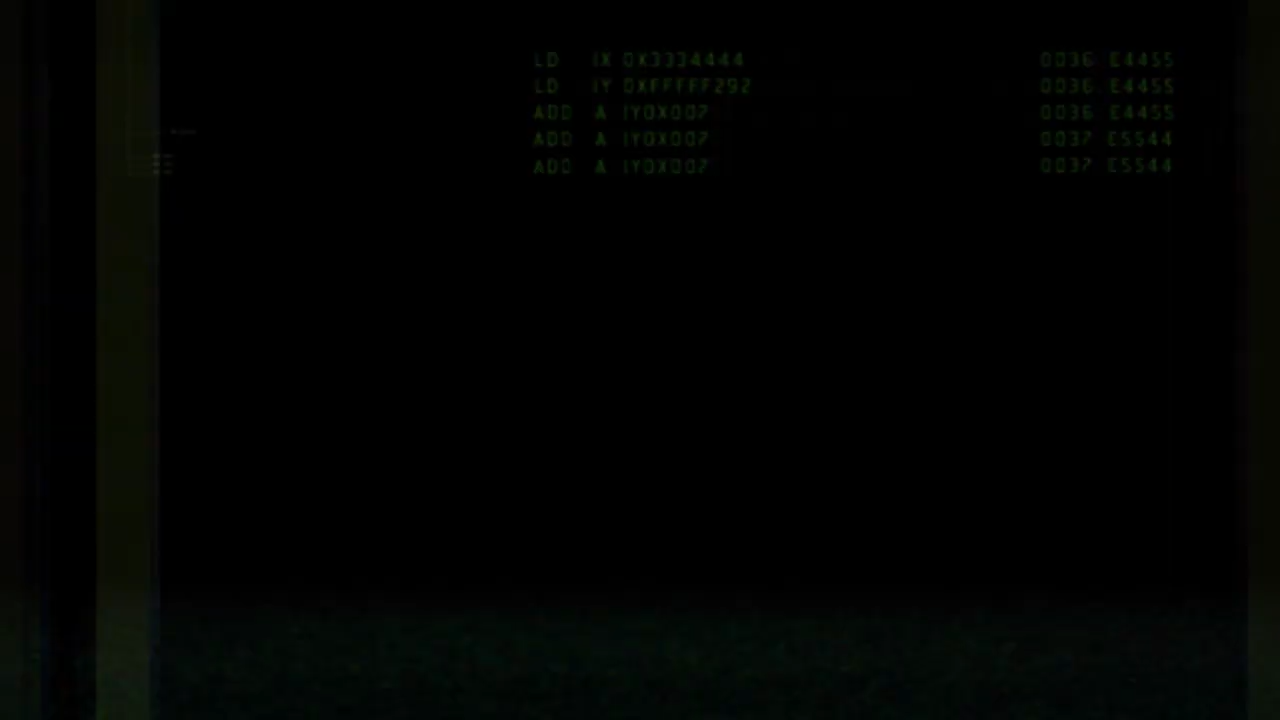 LD IX 0X3334444 0036 E4455
LD IY 0XFFFFF292 0036 E4455
ADD A IY0X007 0036 E4455
ADD A IY0X007 0037 E5544
ADD A IY0X007 0037 E5544